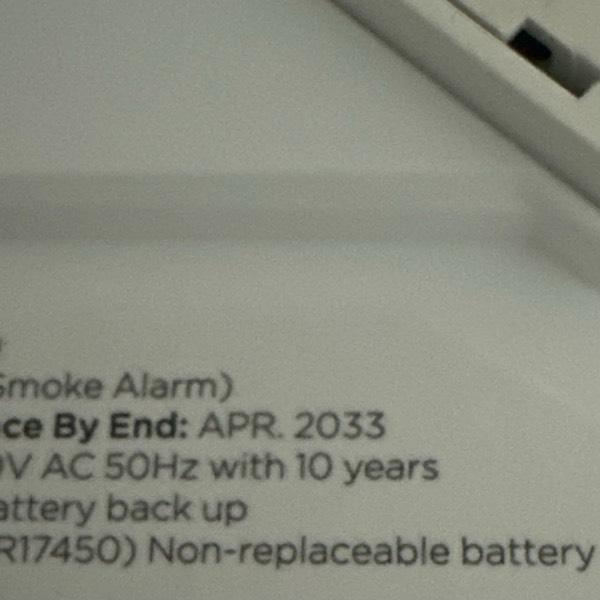 Smoke Alarm)
ce By End: APR. 2033
V AC 50Hz with 10 years
attery back up
R17450) Non-replaceable battery